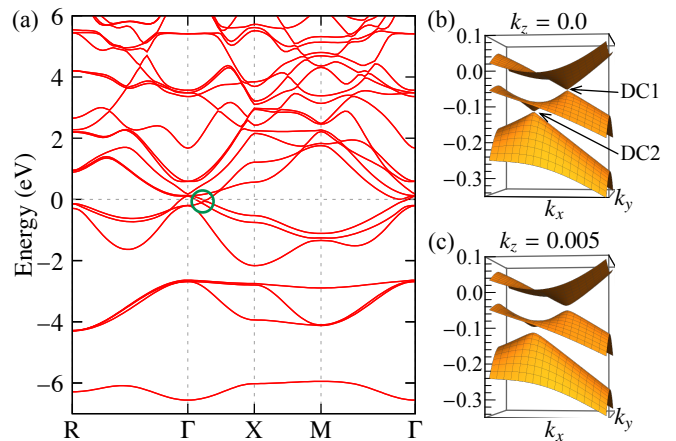 (a)
Energy (eV)
6
4
2
0
−2
−4
−6
R
Γ
X
M
Γ
(b)
k_z = 0.0
0.0
−0.1
−0.2
−0.3
DC1
DC2
k_x
k_y
(c)
k_z = 0.005
0.1
0.0
−0.1
−0.2
−0.3
k_x
k_y